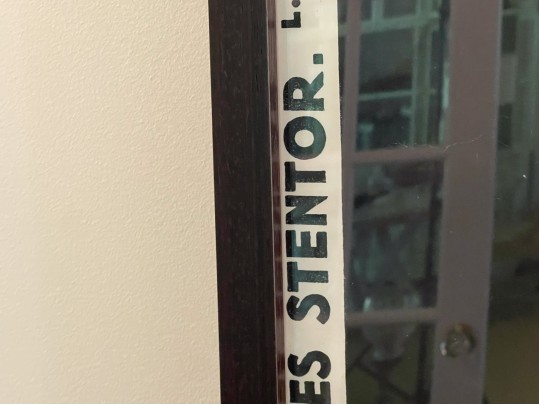 ES STENTOR. L.